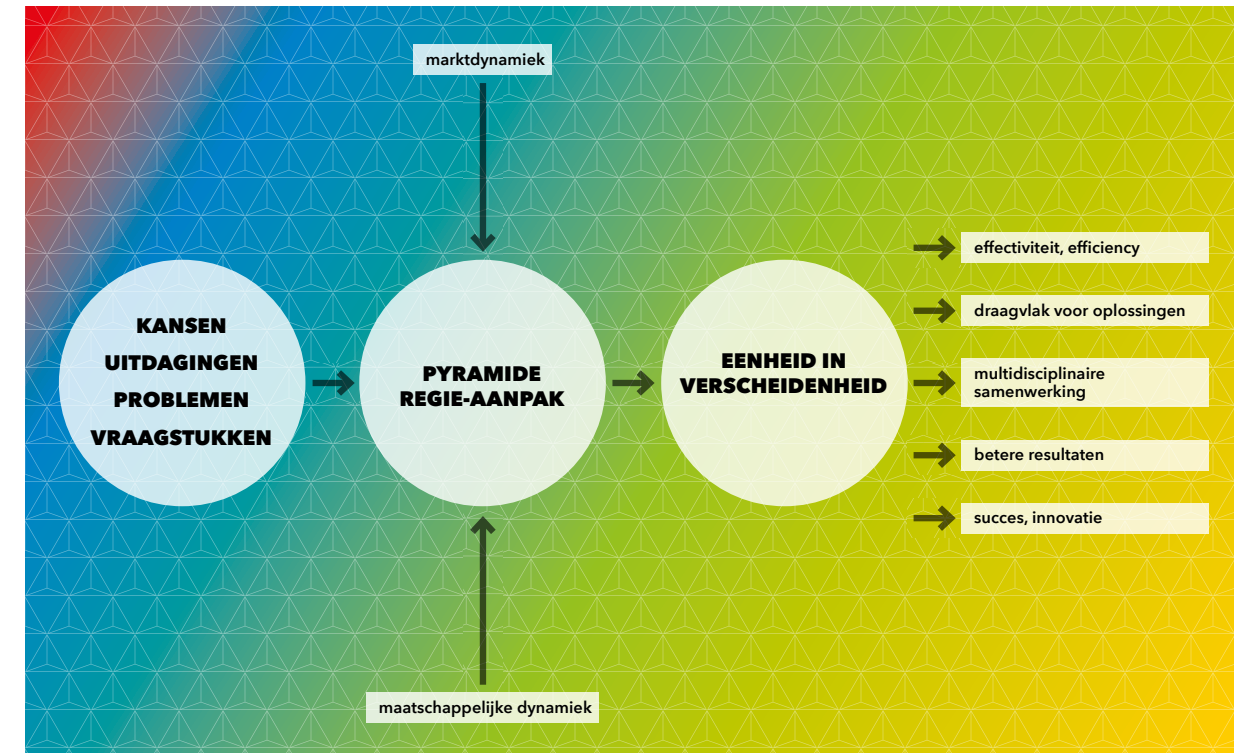 marktdynamiek
KANSEN
UITDAGINGEN
PROBLEMEN
VRAAGSTUKKEN
PYRAMIDE
REGIE-AANPAK
EENHEID IN
VERSCHEIDENHEID
effectiviteit, efficiency
draagvlak voor oplossingen
multidisciplinaire
samenwerking
betere resultaten
succes, innovatie
maatschappelijke dynamiek